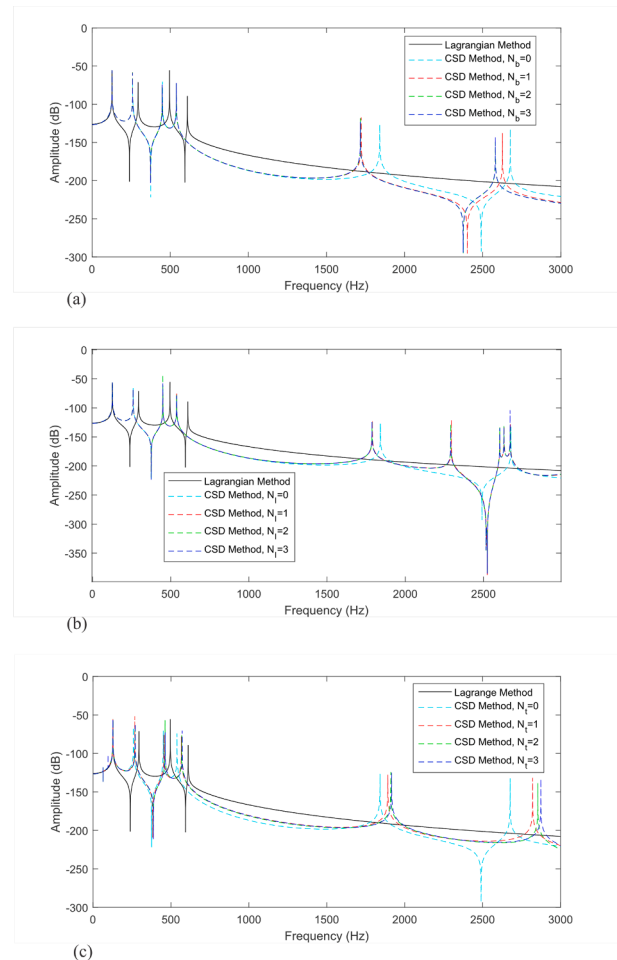 0
-50
-100
-150
-200
-250
-300
Amplitude (dB)
0 500 1000 1500 2000 2500 3000
Frequency (Hz)
Lagrangian Method
CSD Method, N_b=0
CSD Method, N_b=1
CSD Method, N_b=2
CSD Method, N_b=3
(a)
0
-50
-100
-150
-200
-250
-300
-350
Amplitude (dB)
0 500 1000 1500 2000 2500 3000
Frequency (Hz)
Lagrangian Method
CSD Method, N_l=0
CSD Method, N_l=1
CSD Method, N_l=2
CSD Method, N_l=3
(b)
0
-50
-100
-150
-200
-250
-300
Amplitude (dB)
0 500 1000 1500 2000 2500 3000
Frequency (Hz)
Lagrange Method
CSD Method, N_t=0
CSD Method, N_t=1
CSD Method, N_t=2
CSD Method, N_t=3
(c)